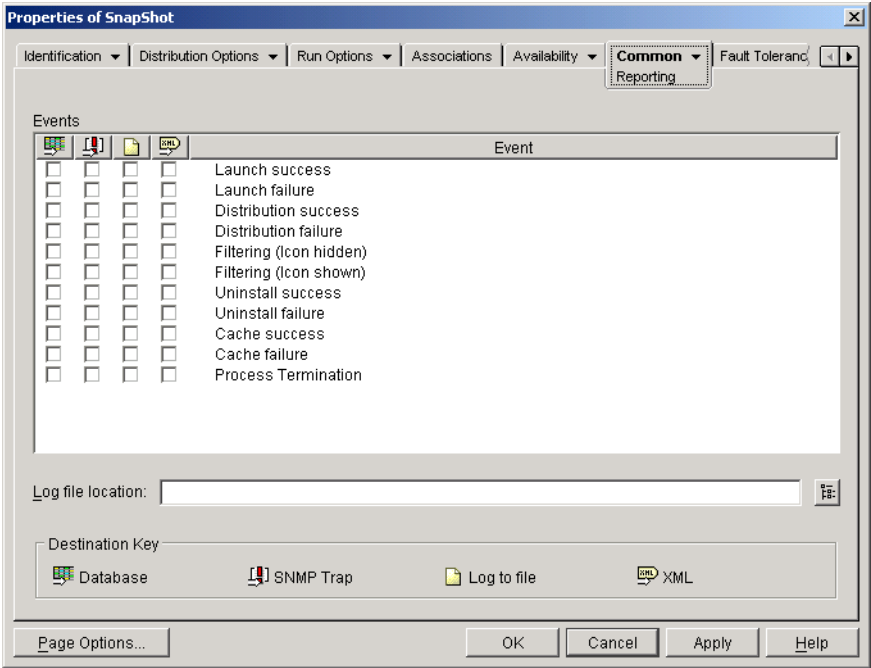 Properties of SnapShot
Identification Distribution Options Run Options Associations Availability Common Fault Toleranc
Reporting
Events
XML Event
Launch success
Launch failure
Distribution success
Distribution failure
Filtering (Icon hidden)
Filtering (Icon shown)
Uninstall success
Uninstall failure
Cache success
Cache failure
Process Termination
Log file location:
Destination Key
Database SNMP Trap Log to file XML XML
Page Options... OK Cancel Apply Help